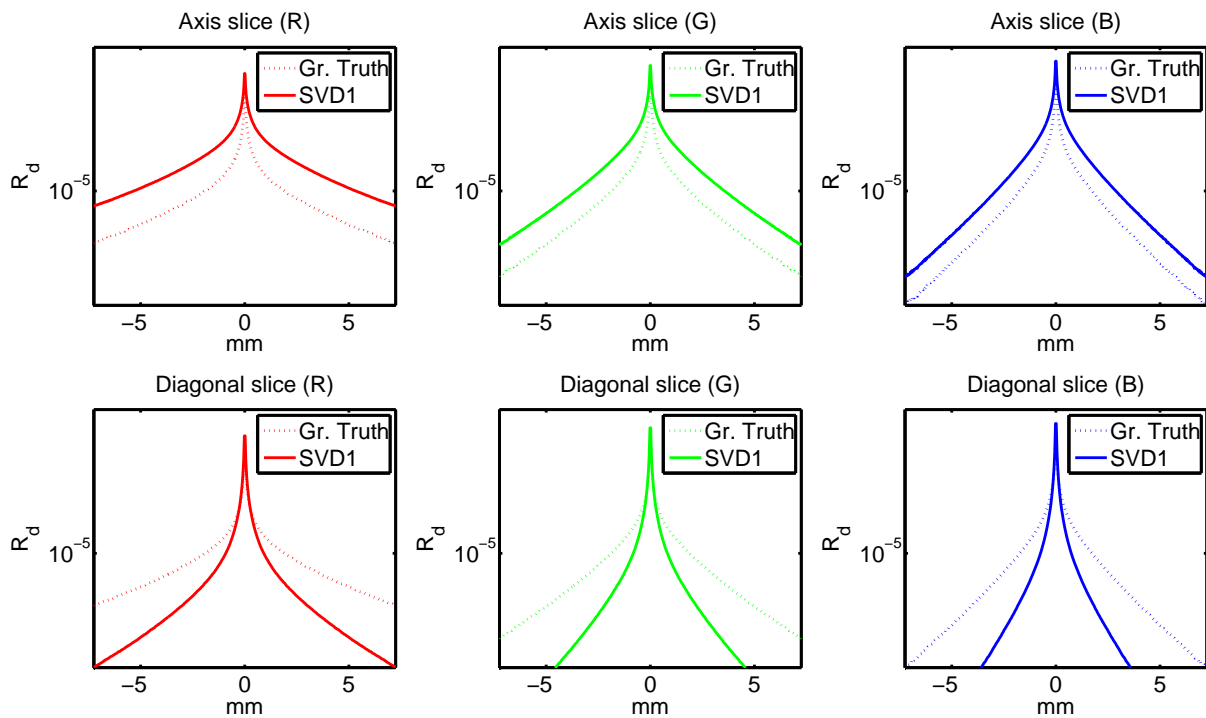 Axis slice (R)
Gr. Truth
SVD1
R_d
10^-5
−5 0 5
mm
Axis slice (G)
Gr. Truth
SVD1
R_d
10^-5
−5 0 5
mm
Axis slice (B)
Gr. Truth
SVD1
R_d
10^-5
−5 0 5
mm
Diagonal slice (R)
Gr. Truth
SVD1
R_d
10^-5
−5 0 5
mm
Diagonal slice (G)
Gr. Truth
SVD1
R_d
10^-5
−5 0 5
mm
Diagonal slice (B)
Gr. Truth
SVD1
R_d
10^-5
−5 0 5
mm